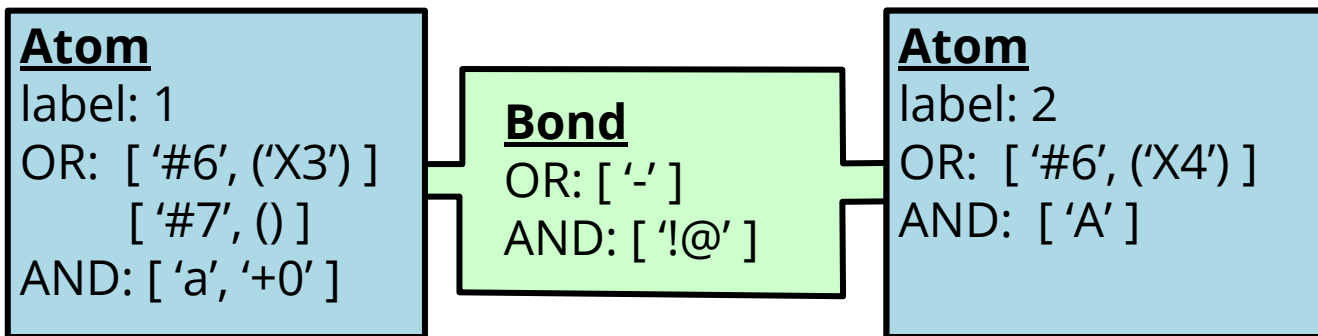 Atom
label: 1
OR: [ ‘#6’, (‘X3’) ]
[ ‘#7’, () ]
AND: [ ‘a’, ‘+0’ ]
Bond
OR: [ ‘-’ ]
AND: [ ‘!@’ ]
Atom
label: 2
OR: [ ‘#6’, (‘X4’) ]
AND: [ ‘A’ ]